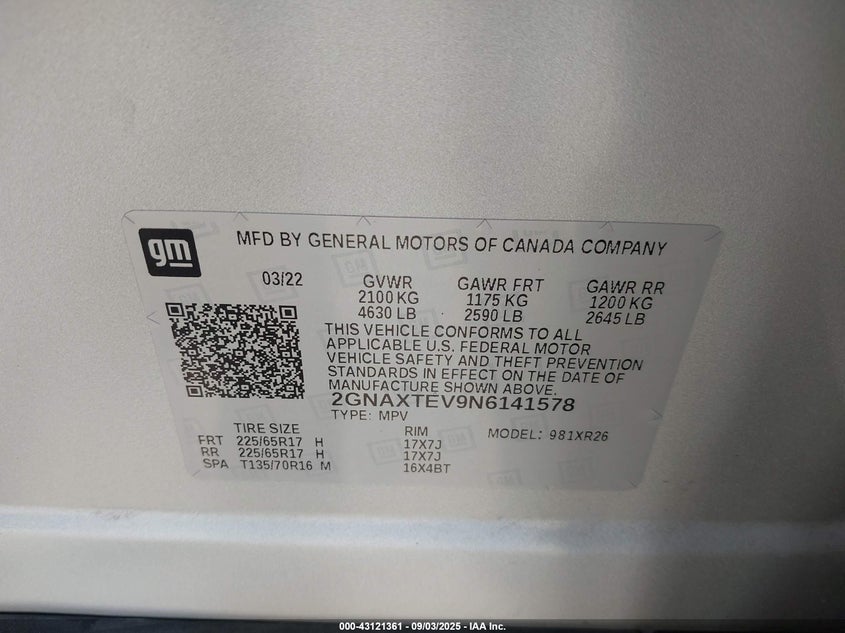 gm
MFD BY GENERAL MOTORS OF CANADA COMPANY
03/22 GVWR GAWR FRT GAWR RR
2100 KG 1175 KG 1200 KG
4630 LB 2590 LB 2645 LB
THIS VEHICLE CONFORMS TO ALL
APPLICABLE U.S. FEDERAL MOTOR
VEHICLE SAFETY AND THEFT PREVENTION
STANDARDS IN EFFECT ON THE DATE OF
MANUFACTURE SHOWN ABOVE.
2GNAXTEV9N6141578
TYPE: MPV
TIRE SIZE RIM MODEL: 981XR26
FRT 225/65R17 H 17X7J
RR 225/65R17 H 17X7J
SPA T135/70R16 M 16X4BT
000-43121361 - 09/03/2025 - IAA Inc.